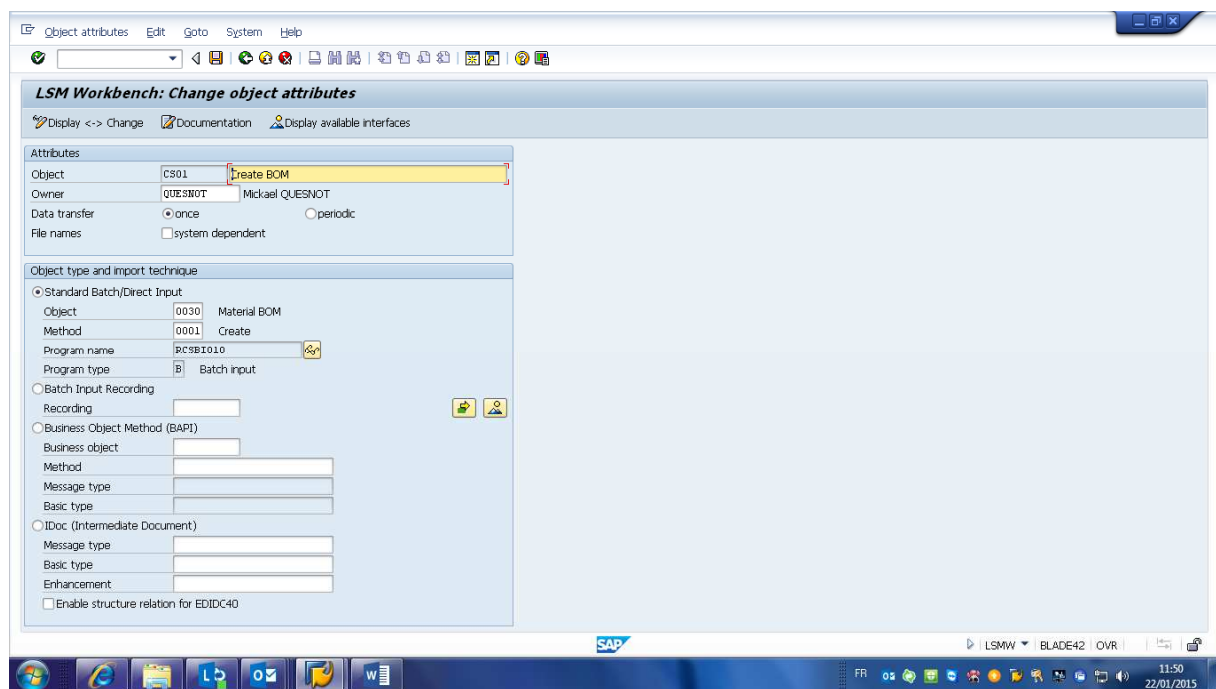 Object attributes Edit Goto System Help
LSM Workbench: Change object attributes
Display <-> Change Documentation Display available interfaces
Attributes
Object CS01 Create BOM
Owner QUESNOT Mickael QUESNOT
Data transfer once periodic
File names system dependent
Object type and import technique
Standard Batch/Direct Input
Object 0030 Material BOM
Method 0001 Create
Program name RCSBI010
Program type B Batch input
Batch Input Recording
Recording
Business Object Method (BAPI)
Business object
Method
Message type
Basic type
IDoc (Intermediate Document)
Message type
Basic type
Enhancement
Enable structure relation for EDIDC40
SAP LSMW BLADE42 OVR
FR 11:50
22/01/2015